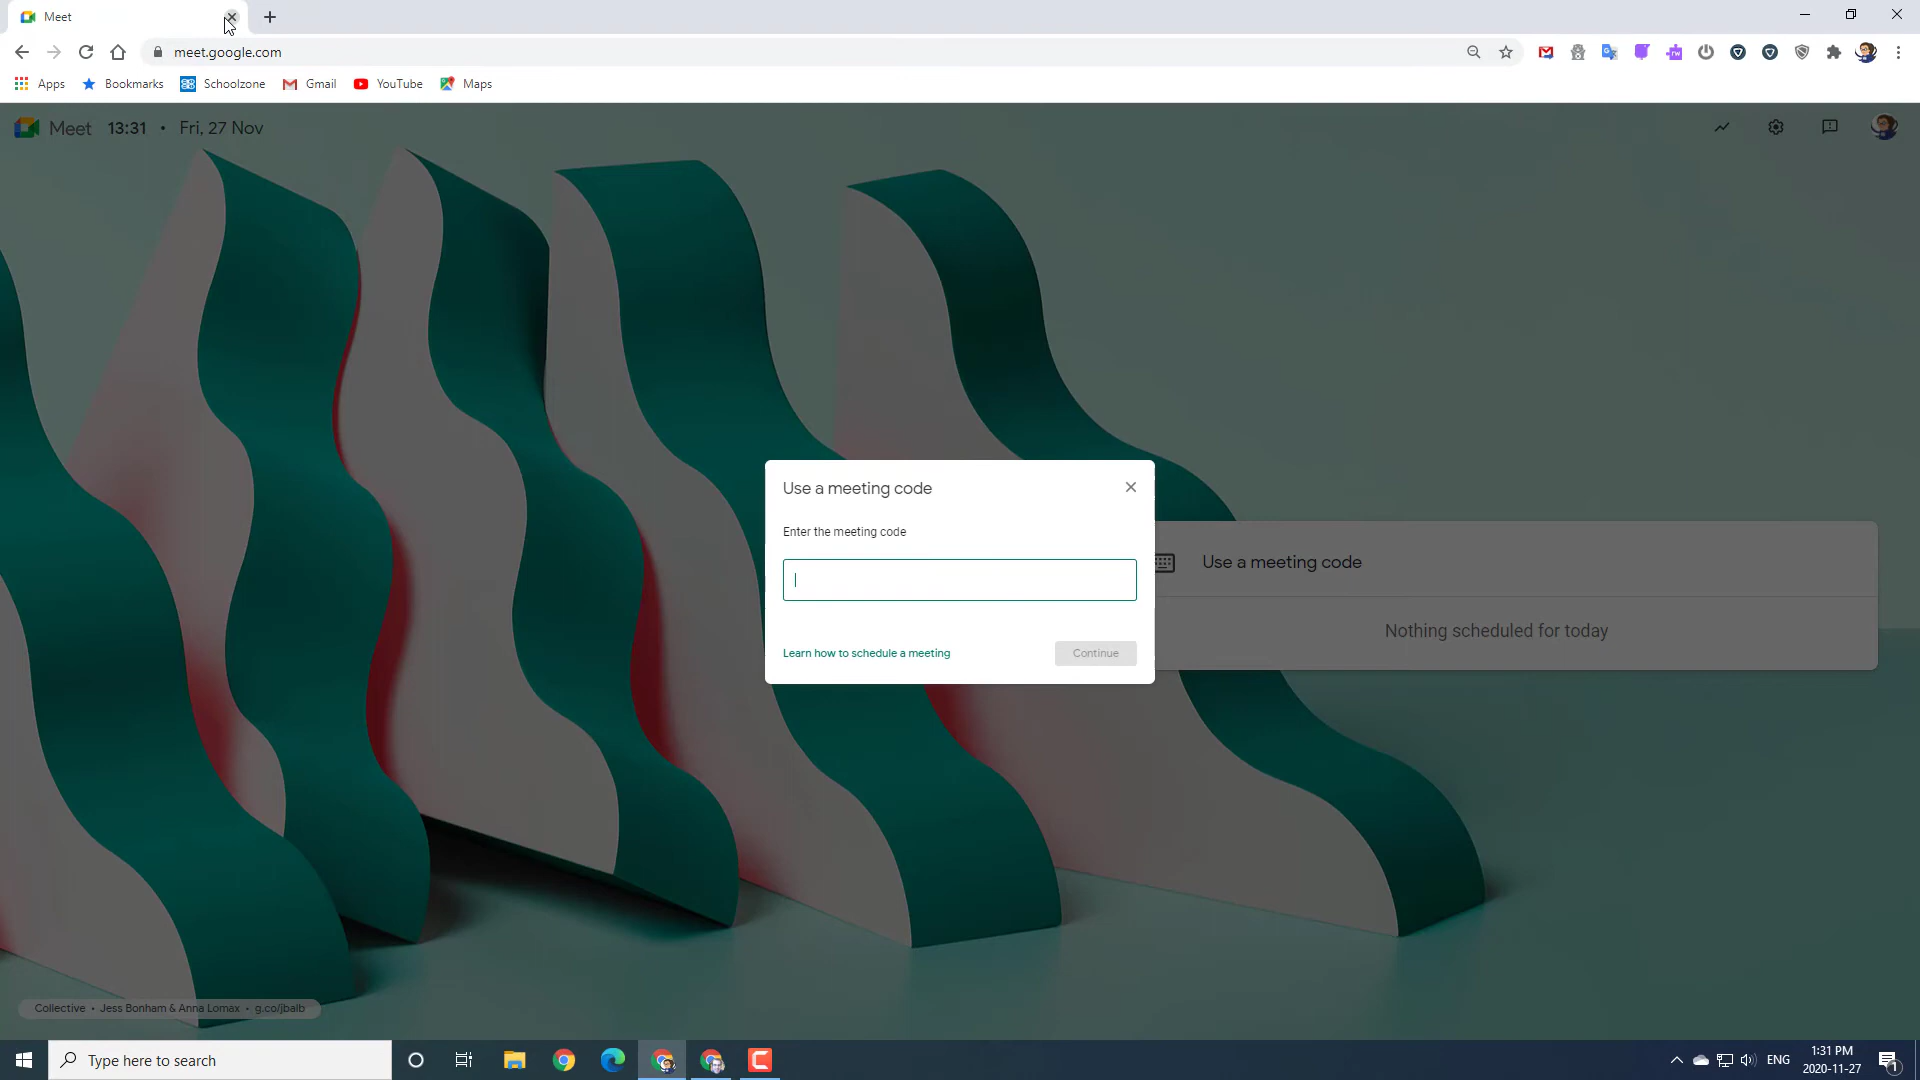 Meet
meet.google.com
Apps
Bookmarks
Schoolzone
Gmail
YouTube
Maps
Meet 13:31 • Fri, 27 Nov
Use a meeting code
Enter the meeting code
Learn how to schedule a meeting
Continue
Use a meeting code
Nothing scheduled for today
Collective • Jess Bonham & Anna Lomax • g.co/jbalb
Type here to search
ENG
1:31 PM
2020-11-27
1